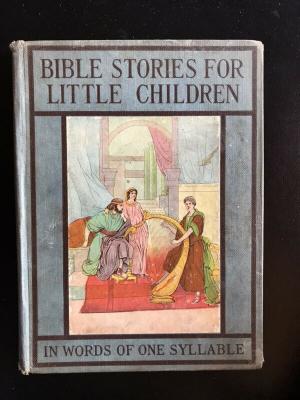 BIBLE STORIES FOR
LITTLE CHILDREN
IN WORDS OF ONE SYLLABLE